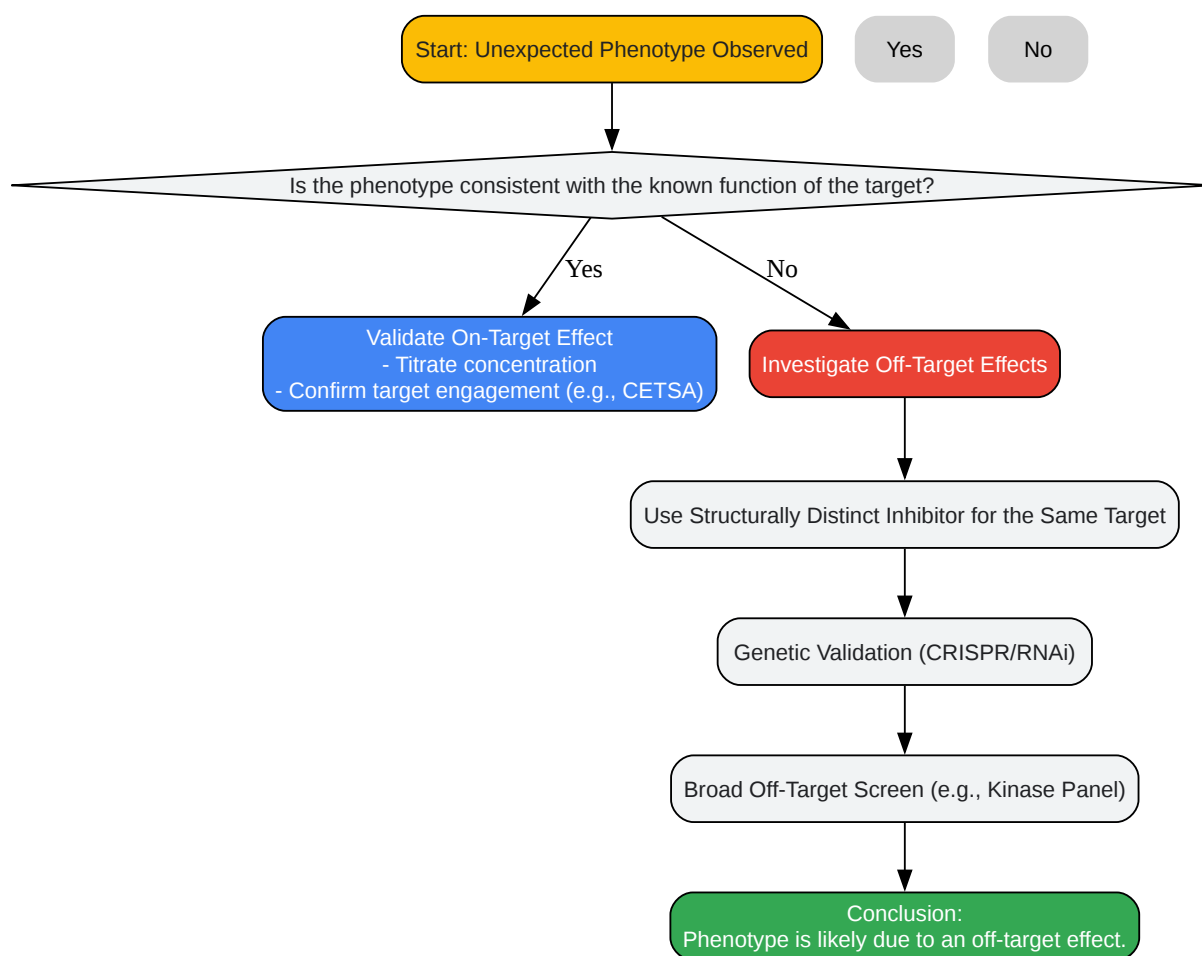 Start: Unexpected Phenotype Observed
Yes
No
Is the phenotype consistent with the known function of the target?
Yes
No
Validate On-Target Effect
- Titrate concentration
- Confirm target engagement (e.g., CETSA)
Investigate Off-Target Effects
Use Structurally Distinct Inhibitor for the Same Target
Genetic Validation (CRISPR/RNAi)
Broad Off-Target Screen (e.g., Kinase Panel)
Conclusion:
Phenotype is likely due to an off-target effect.